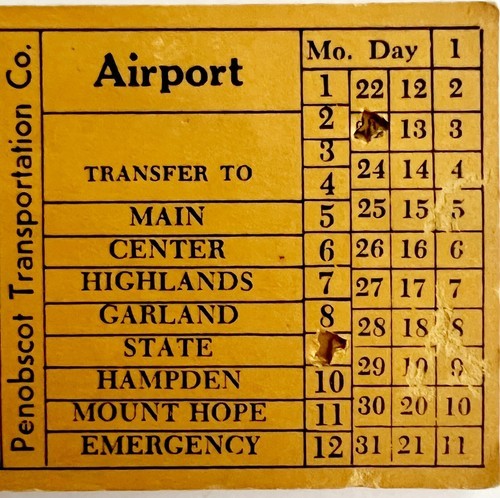 Penobscot Transportation Co.
Airport
TRANSFER TO
MAIN
CENTER
HIGHLANDS
GARLAND
STATE
HAMPDEN
MOUNT HOPE
EMERGENCY
Mo. Day 1
1 22 12 2
2 13 3
3
4 24 14 4
5 25 15 5
6 26 16 6
7 27 17 7
8 28 18 8
29 19 9
10 30 20 10
11
12 31 21 11